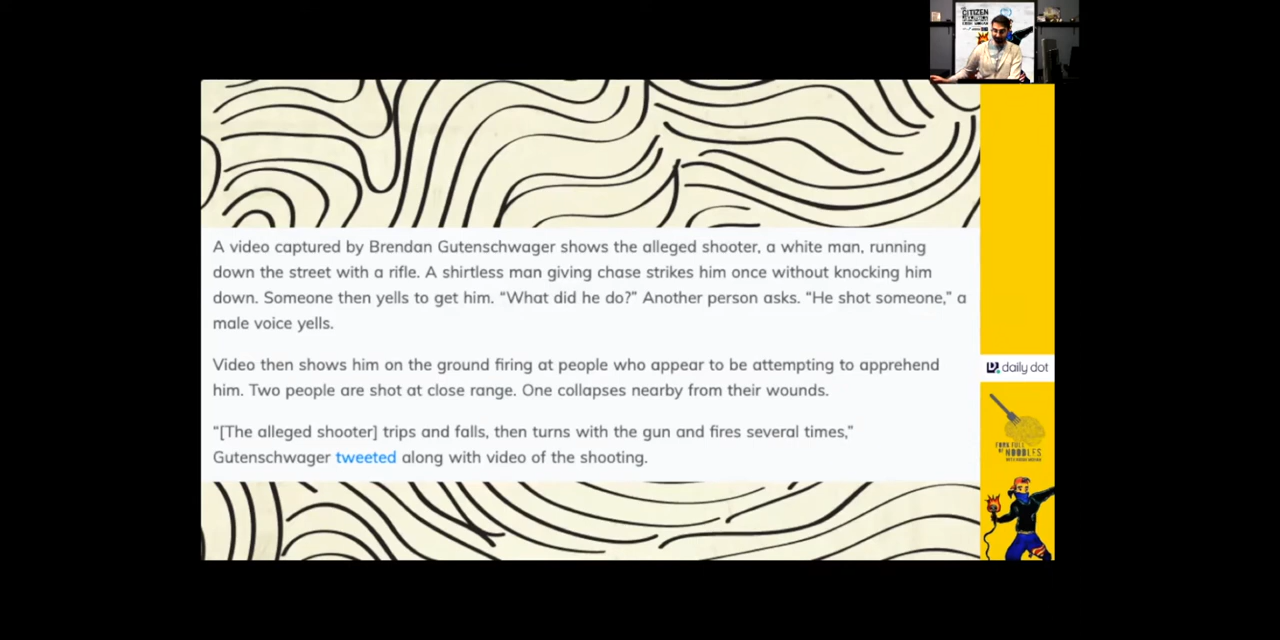 CITIZEN
A video captured by Brendan Gutenschwager shows the alleged shooter, a white man, running
down the street with a rifle. A shirtless man giving chase strikes him once without knocking him
down. Someone then yells to get him. “What did he do?” Another person asks. “He shot someone,” a
male voice yells.
Video then shows him on the ground firing at people who appear to be attempting to apprehend
him. Two people are shot at close range. One collapses nearby from their wounds.
“[The alleged shooter] trips and falls, then turns with the gun and fires several times,”
Gutenschwager tweeted along with video of the shooting.
daily dot
FORK FULL
OF NOODLES